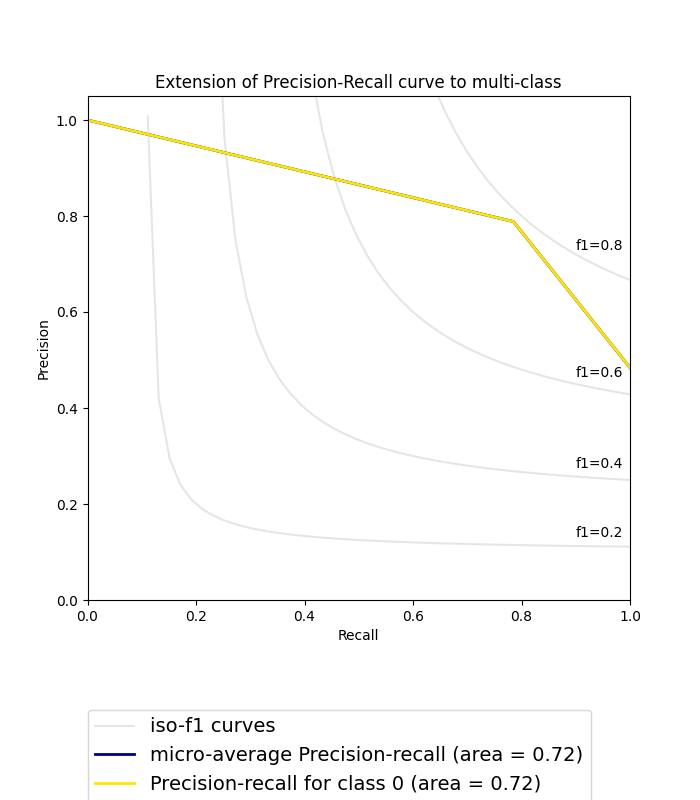 Extension of Precision-Recall curve to multi-class
1.0
0.8
f1=0.8
0.6
Precision
f1=0.6
0.4
f1=0.4
0.2
f1=0.2
0.0
0.0 0.2 0.4 0.6 0.8 1.0
Recall
iso-f1 curves
micro-average Precision-recall (area = 0.72)
Precision-recall for class 0 (area = 0.72)